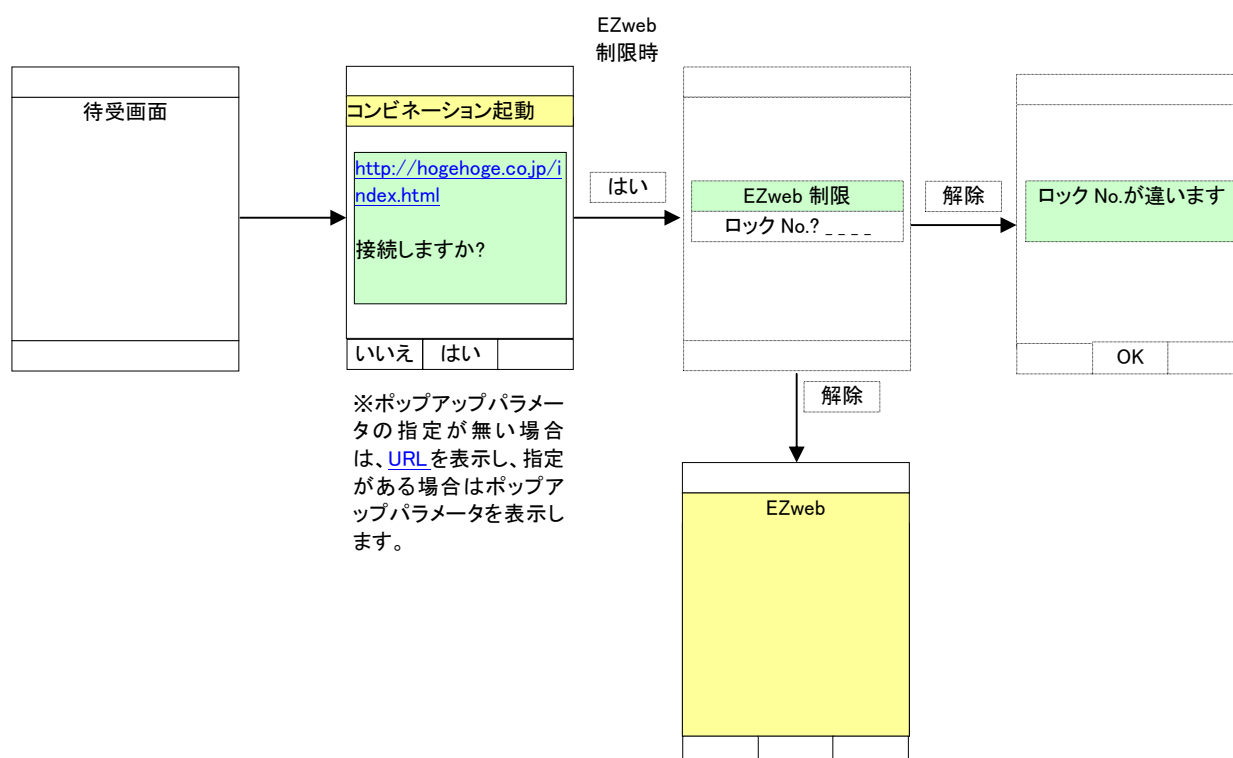 EZweb
制限時
待受画面
コンビネーション起動
http://hogehoge.co.jp/i
ndex.html
接続しますか?
いいえ はい
はい
EZweb 制限
ロック No.? _ _ _ _
解除
ロック No.が違います
OK
※ポップアップパラメー
タの指定が無い場合
は、URLを表示し、指定
がある場合はポップア
ップパラメータを表示し
ます。
解除
EZweb